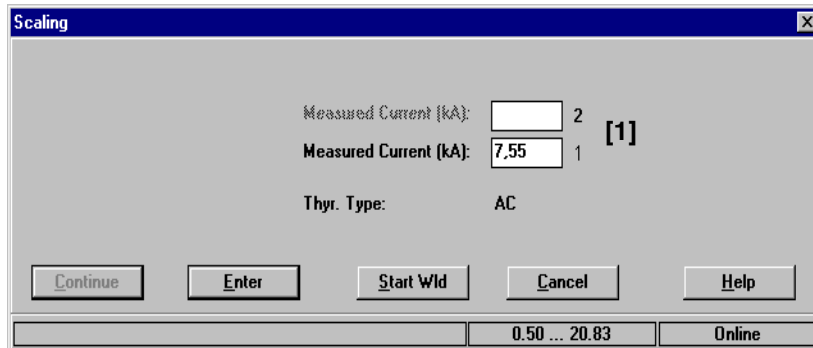 Scaling
Measured Current (kA): 2
[1]
Measured Current (kA): 7,55 1
Thyr. Type: AC
Continue Enter Start Wld Cancel Help
0.50 ... 20.83 Online